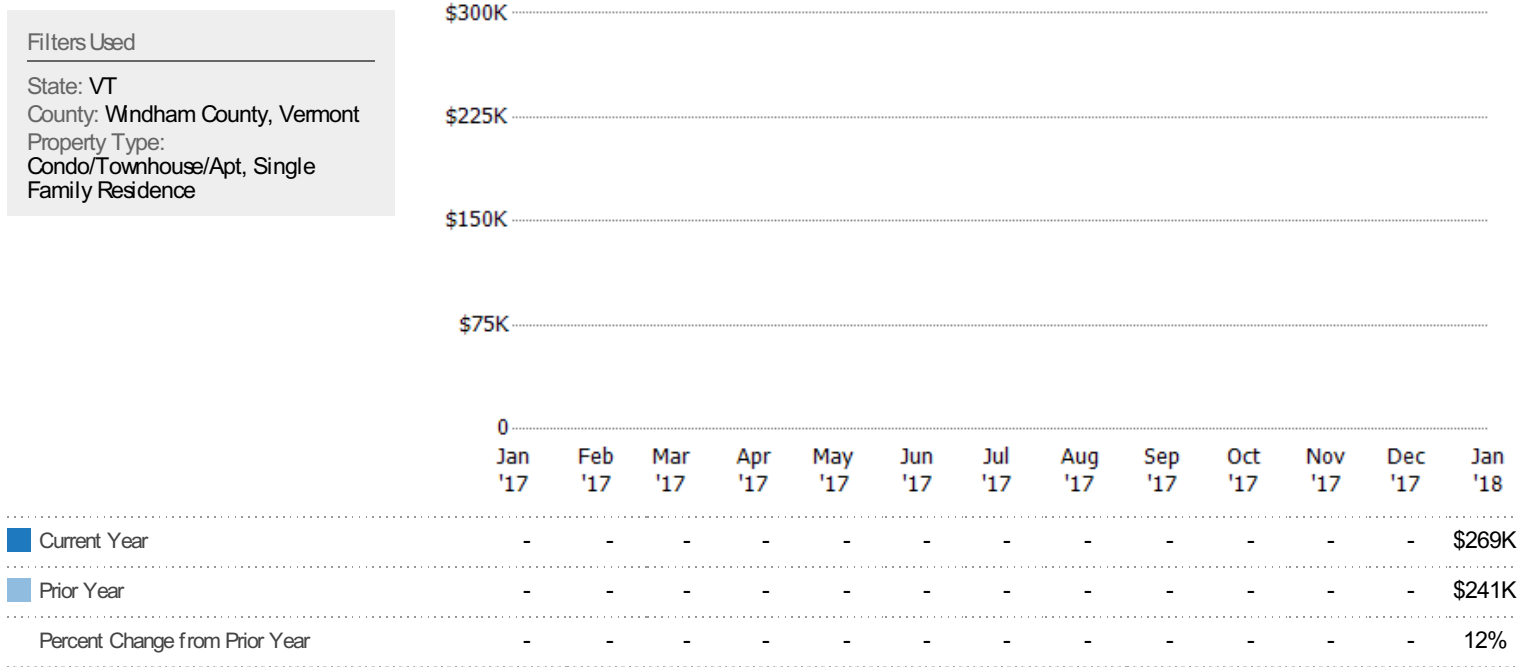 Filters Used
State: VT
County: Windham County, Vermont
Property Type:
Condo/Townhouse/Apt, Single
Family Residence
$300K
$225K
$150K
$75K
0
Jan Feb Mar Apr May Jun Jul Aug Sep Oct Nov Dec Jan
'17 '17 '17 '17 '17 '17 '17 '17 '17 '17 '17 '17 '18
Current Year - - - - - - - - - - - - $269K
Prior Year - - - - - - - - - - - - $241K
Percent Change from Prior Year - - - - - - - - - - - - 12%